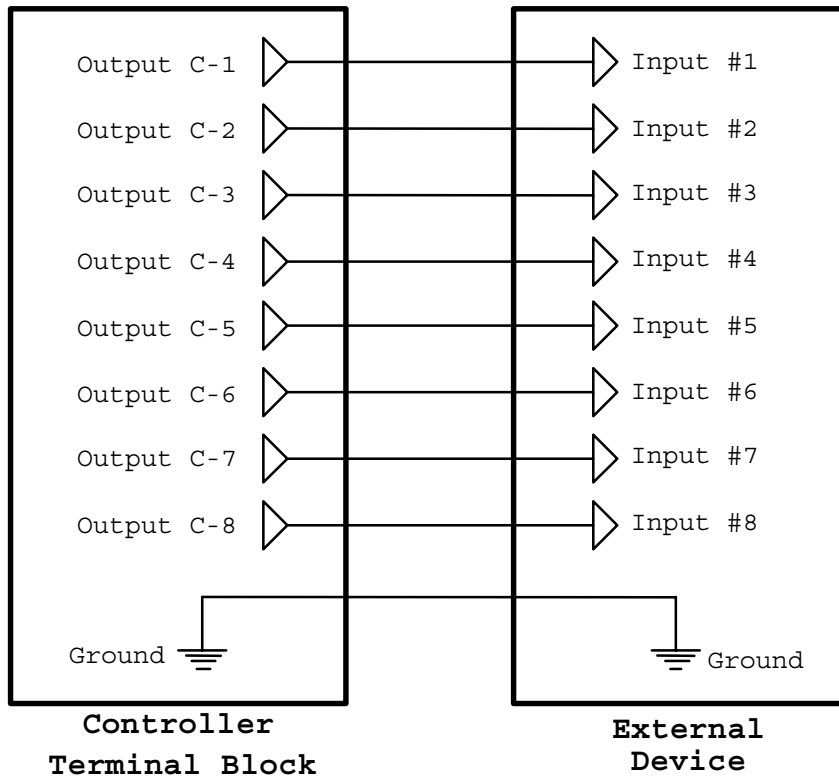 Output C-1 Input #1
Output C-2 Input #2
Output C-3 Input #3
Output C-4 Input #4
Output C-5 Input #5
Output C-6 Input #6
Output C-7 Input #7
Output C-8 Input #8
Ground Ground
Controller
Terminal Block
External
Device